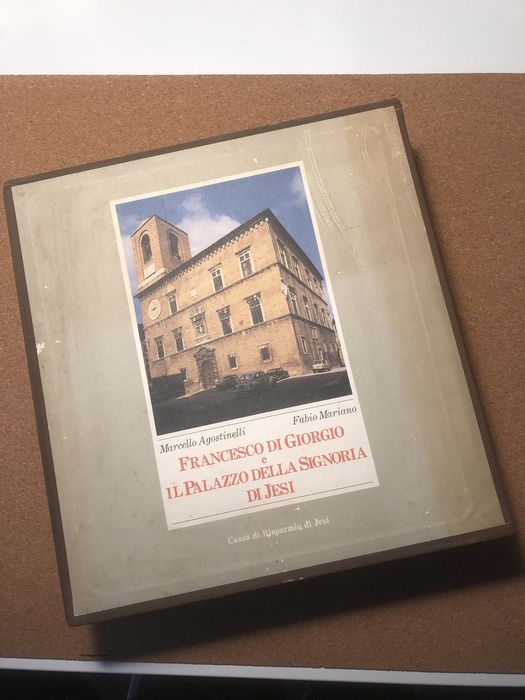 Marcello Agostinelli Fabio Mariano
FRANCESCO DI GIORGIO
e
IL PALAZZO DELLA SIGNORIA
DI JESI
Cassa di Risparmio di Jesi